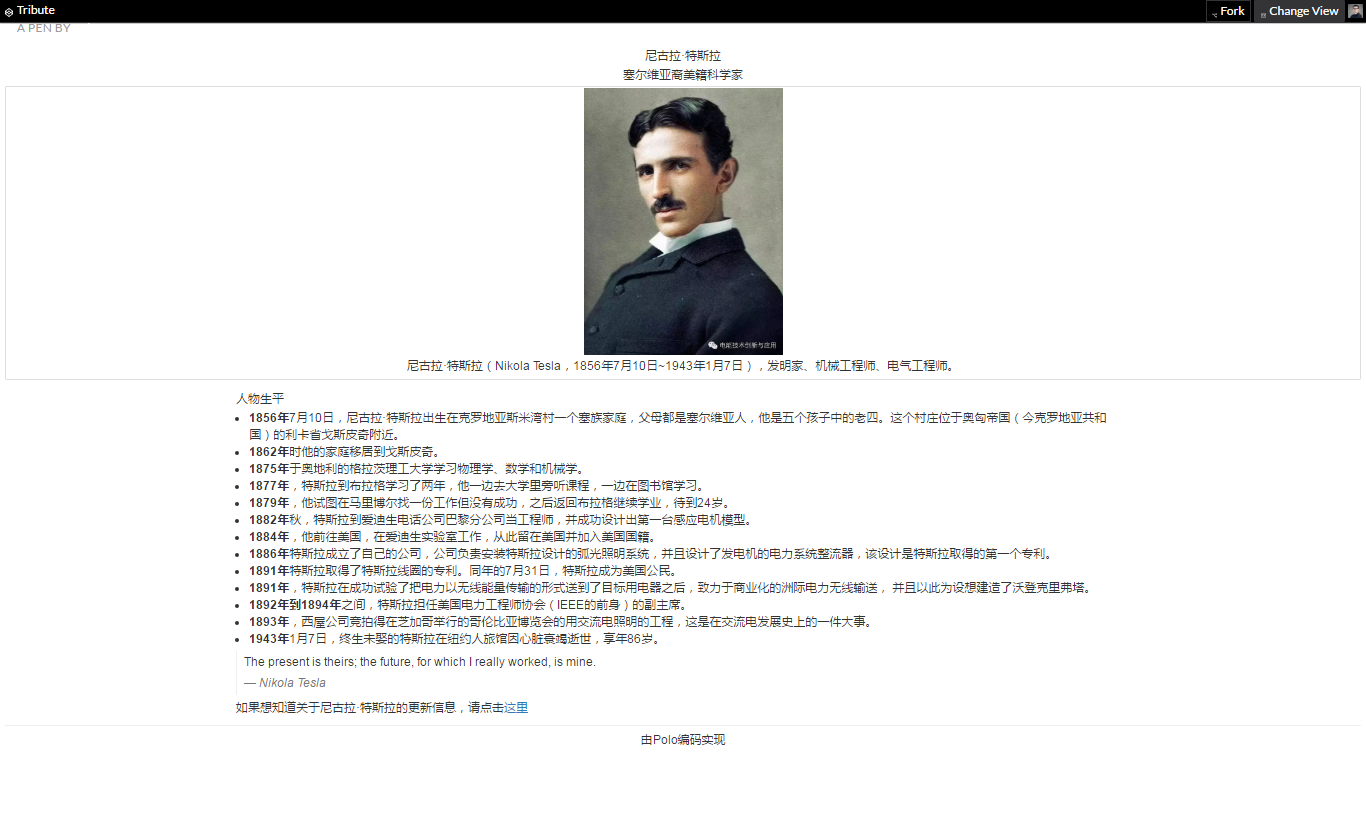 Tribute
Fork
Change View
A PEN BY
尼古拉·特斯拉
塞尔维亚裔美籍科学家
电能技术创新与应用
尼古拉·特斯拉（Nikola Tesla，1856年7月10日~1943年1月7日），发明家、机械工程师、电气工程师。
人物生平
1856年7月10日，尼古拉·特斯拉出生在克罗地亚斯米湾村一个塞族家庭，父母都是塞尔维亚人，他是五个孩子中的老四。这个村庄位于奥匈帝国（今克罗地亚共和
国）的利卡省戈斯皮奇附近。
1862年时他的家庭移居到戈斯皮奇。
1875年于奥地利的格拉茨理工大学学习物理学、数学和机械学。
1877年，特斯拉到布拉格学习了两年，他一边去大学里旁听课程，一边在图书馆学习。
1879年，他试图在马里博尔找一份工作但没有成功，之后返回布拉格继续学业，待到24岁。
1882年秋，特斯拉到爱迪生电话公司巴黎分公司当工程师，并成功设计出第一台感应电机模型。
1884年，他前往美国，在爱迪生实验室工作，从此留在美国并加入美国国籍。
1886年特斯拉成立了自己的公司，公司负责安装特斯拉设计的弧光照明系统，并且设计了发电机的电力系统整流器，该设计是特斯拉取得的第一个专利。
1891年特斯拉取得了特斯拉线圈的专利。同年的7月31日，特斯拉成为美国公民。
1891年，特斯拉在成功试验了把电力以无线能量传输的形式送到了目标用电器之后，致力于商业化的洲际电力无线输送， 并且以此为设想建造了沃登克里弗塔。
1892年到1894年之间，特斯拉担任美国电力工程师协会（IEEE的前身）的副主席。
1893年，西屋公司竞拍得在芝加哥举行的哥伦比亚博览会的用交流电照明的工程，这是在交流电发展史上的一件大事。
1943年1月7日，终生未娶的特斯拉在纽约人旅馆因心脏衰竭逝世，享年86岁。
The present is theirs; the future, for which I really worked, is mine.
— Nikola Tesla
如果想知道关于尼古拉·特斯拉的更新信息，请点击这里
由Polo编码实现